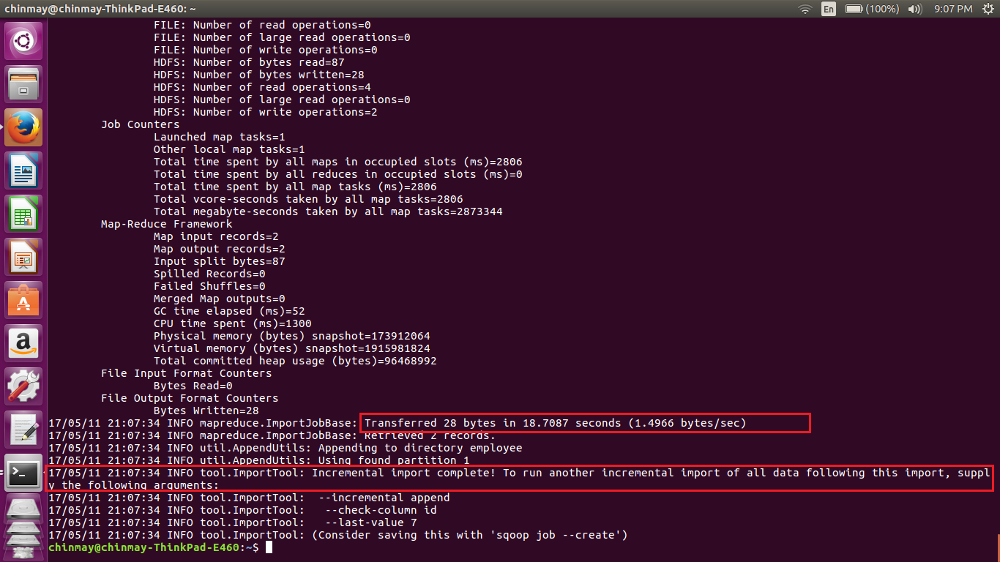 chinmay@chinmay-ThinkPad-E460: ~
En
(100%)
9:07 PM
FILE: Number of read operations=0
FILE: Number of large read operations=0
FILE: Number of write operations=0
HDFS: Number of bytes read=87
HDFS: Number of bytes written=28
HDFS: Number of read operations=4
HDFS: Number of large read operations=0
HDFS: Number of write operations=2
Job Counters
Launched map tasks=1
Other local map tasks=1
Total time spent by all maps in occupied slots (ms)=2806
Total time spent by all reduces in occupied slots (ms)=0
Total time spent by all map tasks (ms)=2806
Total vcore-seconds taken by all map tasks=2806
Total megabyte-seconds taken by all map tasks=2873344
Map-Reduce Framework
Map input records=2
Map output records=2
Input split bytes=87
Spilled Records=0
Failed Shuffles=0
Merged Map outputs=0
GC time elapsed (ms)=52
CPU time spent (ms)=1300
Physical memory (bytes) snapshot=173912064
Virtual memory (bytes) snapshot=1915981824
Total committed heap usage (bytes)=96468992
File Input Format Counters
Bytes Read=0
File Output Format Counters
Bytes Written=28
17/05/11 21:07:34 INFO mapreduce.ImportJobBase: Transferred 28 bytes in 18.7087 seconds (1.4966 bytes/sec)
17/05/11 21:07:34 INFO mapreduce.ImportJobBase: Retrieved 2 records.
17/05/11 21:07:34 INFO util.AppendUtils: Appending to directory employee
17/05/11 21:07:34 INFO util.AppendUtils: Using found partition 1
17/05/11 21:07:34 INFO tool.ImportTool: Incremental import complete! To run another incremental import of all data following this import, suppl
y the following arguments:
17/05/11 21:07:34 INFO tool.ImportTool:  --incremental append
17/05/11 21:07:34 INFO tool.ImportTool:   --check-column id
17/05/11 21:07:34 INFO tool.ImportTool:   --last-value 7
17/05/11 21:07:34 INFO tool.ImportTool: (Consider saving this with 'sqoop job --create')
chinmay@chinmay-ThinkPad-E460:~$